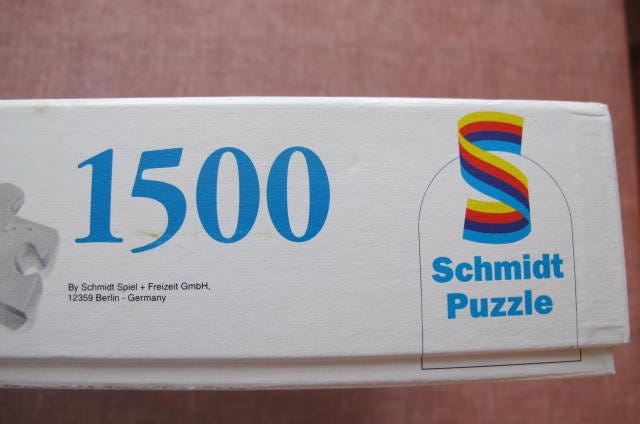 1500
By Schmidt Spiel + Freizeit GmbH,
12359 Berlin - Germany
S
Schmidt
Puzzle